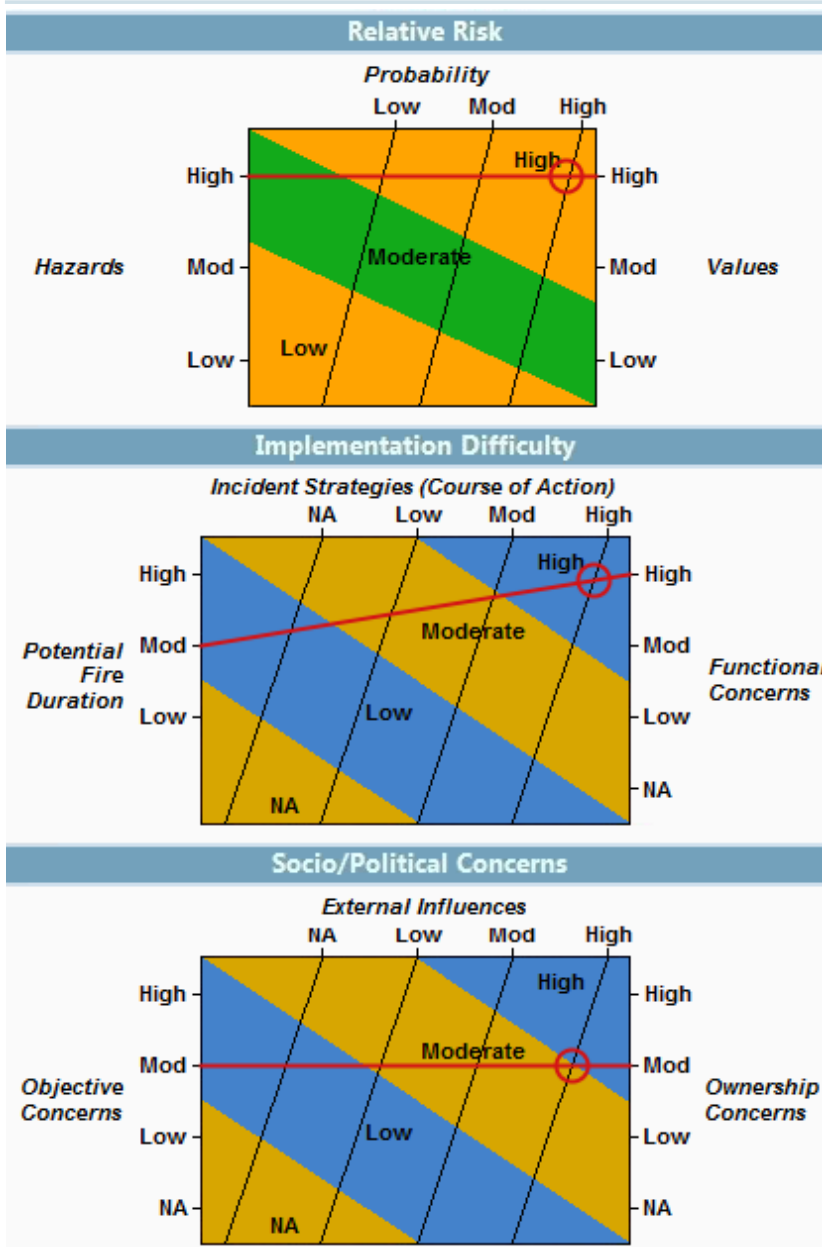 Relative Risk
Probability
Low Mod High
High High High
Hazards Mod Moderate Mod Values
Low Low Low
Implementation Difficulty
Incident Strategies (Course of Action)
NA Low Mod High
High High High
Potential Fire Duration Mod Moderate Mod Functional Concerns
Low Low Low
NA NA
Socio/Political Concerns
External Influences
NA Low Mod High
High High High
Objective Concerns Mod Moderate Mod Ownership Concerns
Low Low Low
NA NA NA